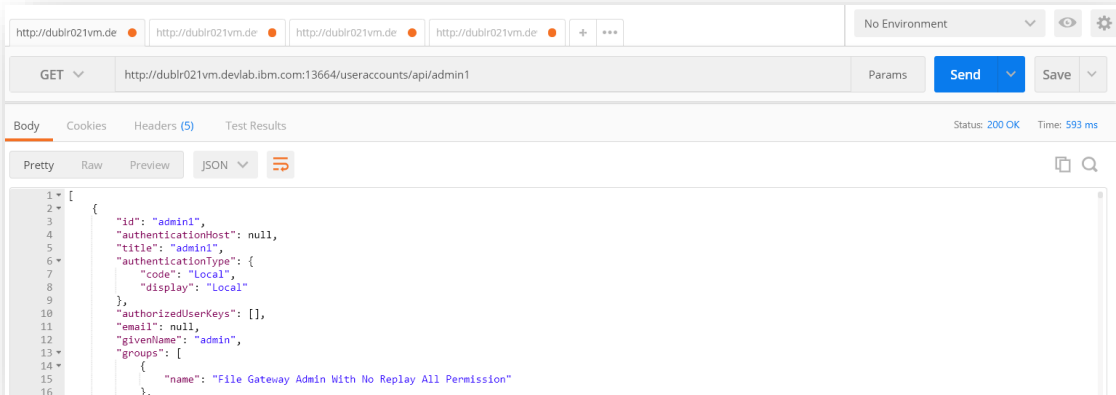 http://dublr021vm.de http://dublr021vm.de http://dublr021vm.de http://dublr021vm.de + ••• No Environment
GET http://dublr021vm.devlab.ibm.com:13664/useraccounts/api/admin1 Params Send Save
Body Cookies Headers (5) Test Results Status: 200 OK Time: 593 ms
Pretty Raw Preview JSON
1 [
2 {
3 "id": "admin1",
4 "authenticationHost": null,
5 "title": "admin1",
6 "authenticationType": {
7 "code": "Local",
8 "display": "Local"
9 },
10 "authorizedUserKeys": [],
11 "email": null,
12 "givenName": "admin",
13 "groups": [
14 {
15 "name": "File Gateway Admin With No Replay All Permission"
16 },